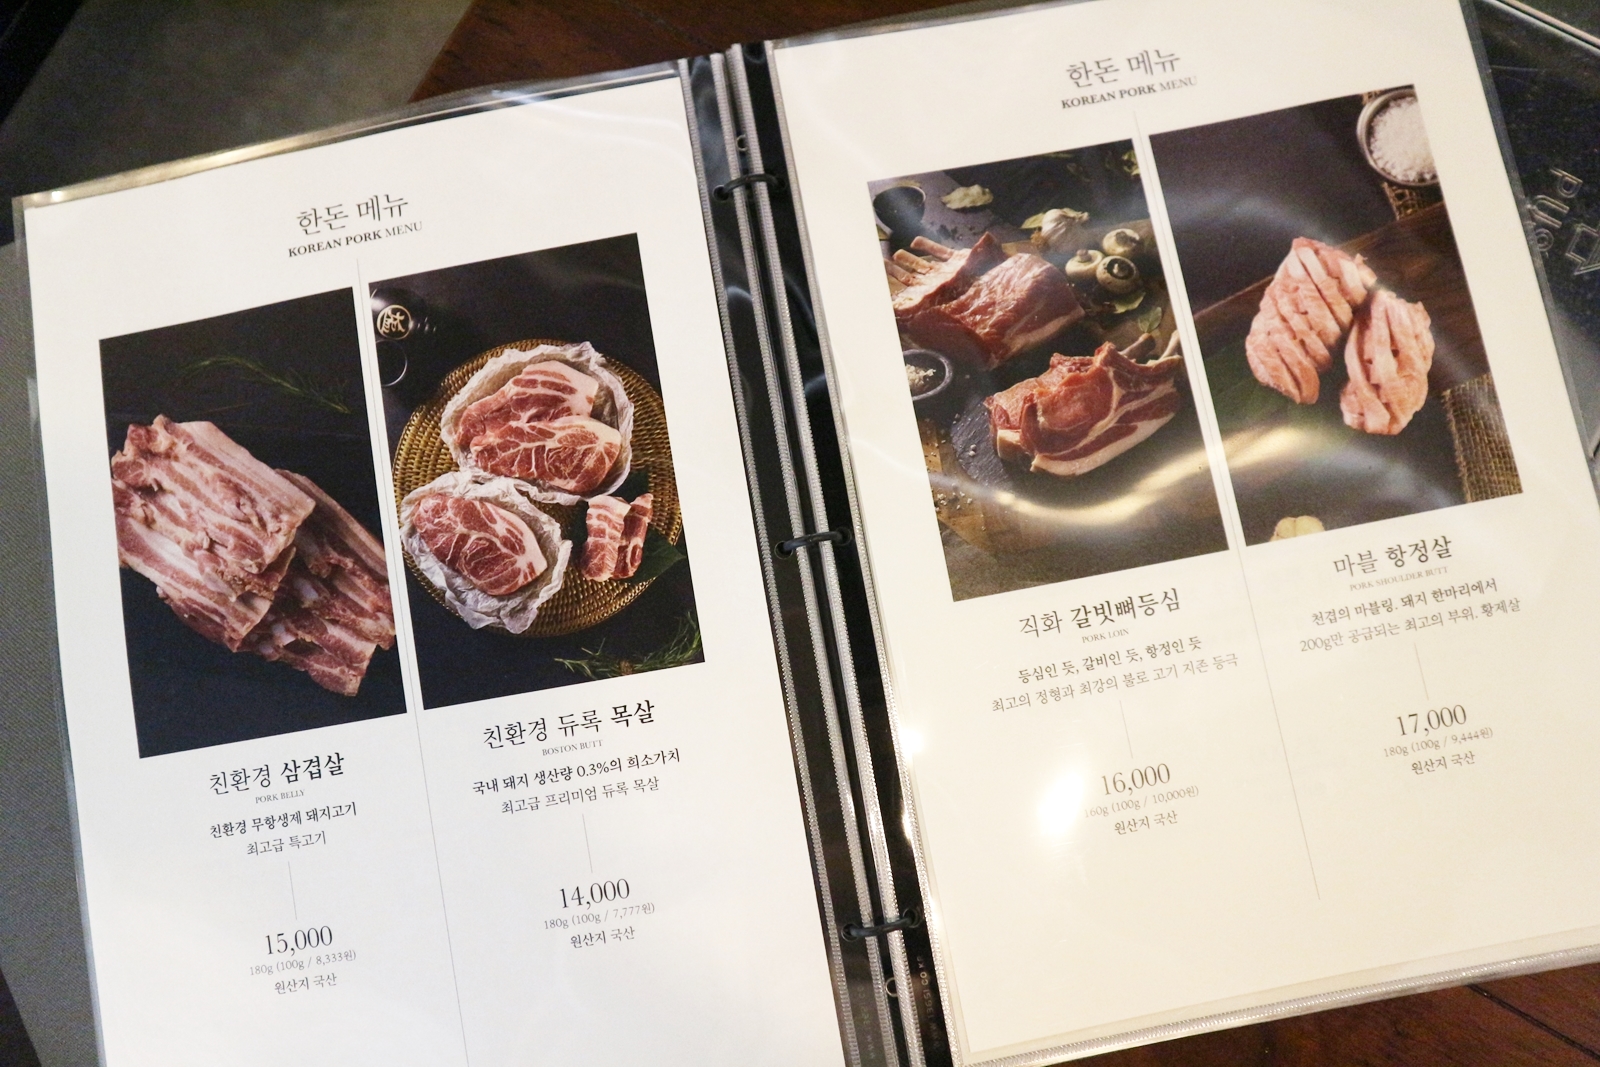 한돈 메뉴
KOREAN PORK MENU
친환경 삼겹살
PORK BELLY
친환경 무항생제 돼지고기
최고급 특고기
15,000
180g (100g / 8,333원)
원산지 국산
친환경 듀록 목살
BOSTON BUTT
국내 돼지 생산량 0.3%의 희소가치
최고급 프리미엄 듀록 목살
14,000
180g (100g / 7,777원)
원산지 국산
한돈 메뉴
KOREAN PORK MENU
직화 갈빗뼈등심
PORK LOIN
등심인 듯, 갈비인 듯, 항정인 듯
최고의 정형과 최강의 불로 고기 지존 등극
16,000
160g (100g / 10,000원)
원산지 국산
마블 항정살
PORK SHOULDER BUTT
천겹의 마블링. 돼지 한마리에서
200g만 공급되는 최고의 부위. 황제살
17,000
180g (100g / 9,444원)
원산지 국산